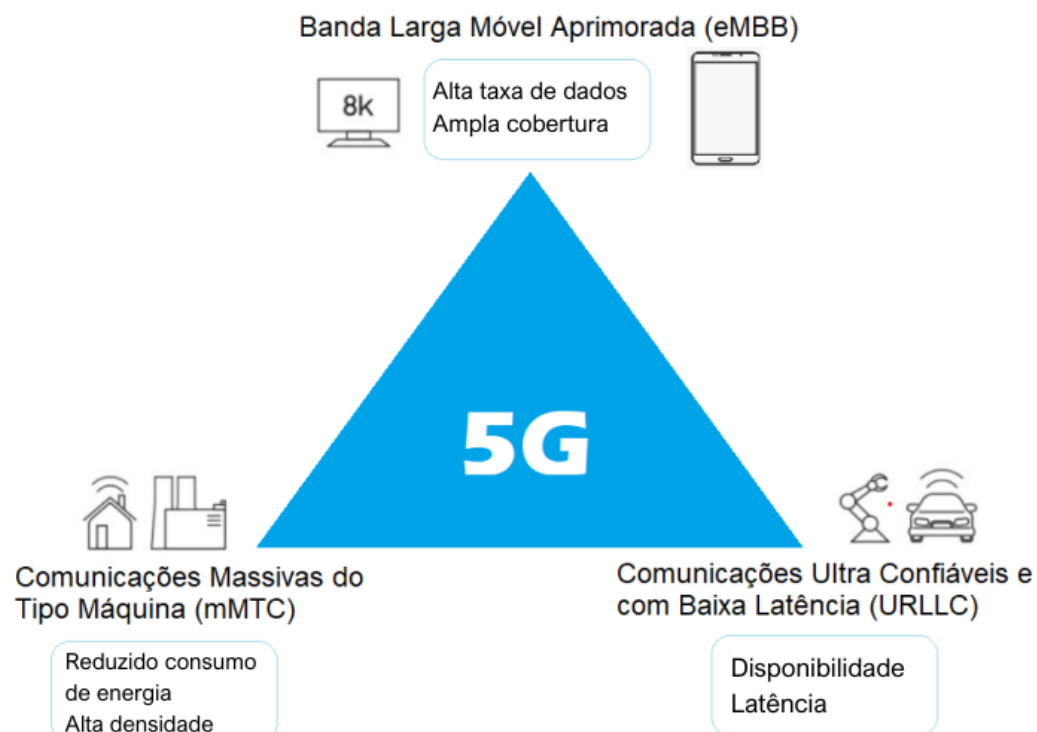 Banda Larga Móvel Aprimorada (eMBB)
8k
Alta taxa de dados
Ampla cobertura
5G
Comunicações Massivas do
Tipo Máquina (mMTC)
Reduzido consumo
de energia
Alta densidade
Comunicações Ultra Confiáveis e
com Baixa Latência (URLLC)
Disponibilidade
Latência